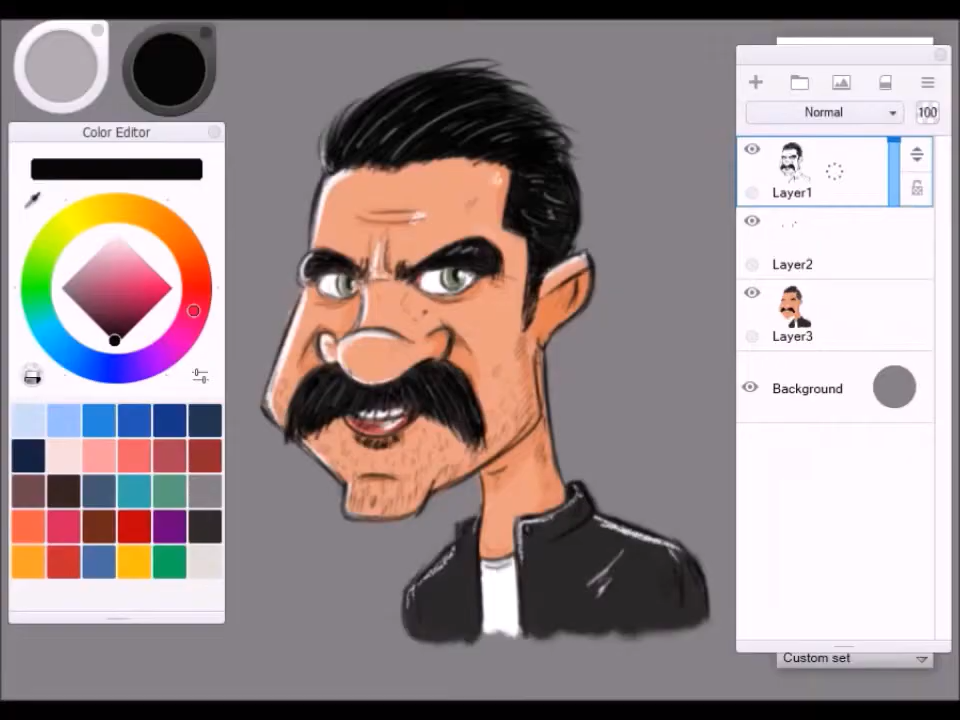 Color Editor
Normal
100
Layer1
Layer2
Layer3
Background
Custom set